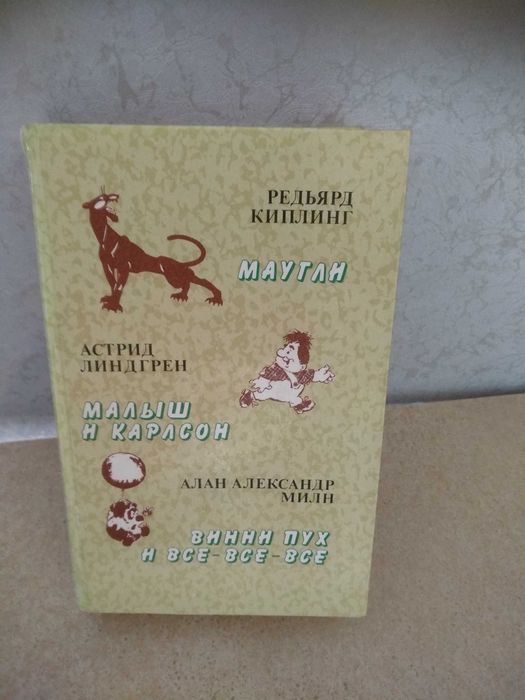 РЕДЬЯРД
КИПЛИНГ
МАУГЛИ
АСТРИД
ЛИНДГРЕН
МАЛЫШ
И КАРЛСОН
АЛАН АЛЕКСАНДР
МИЛН
ВИННИ ПУХ
И ВСЕ-ВСЕ-ВСЕ